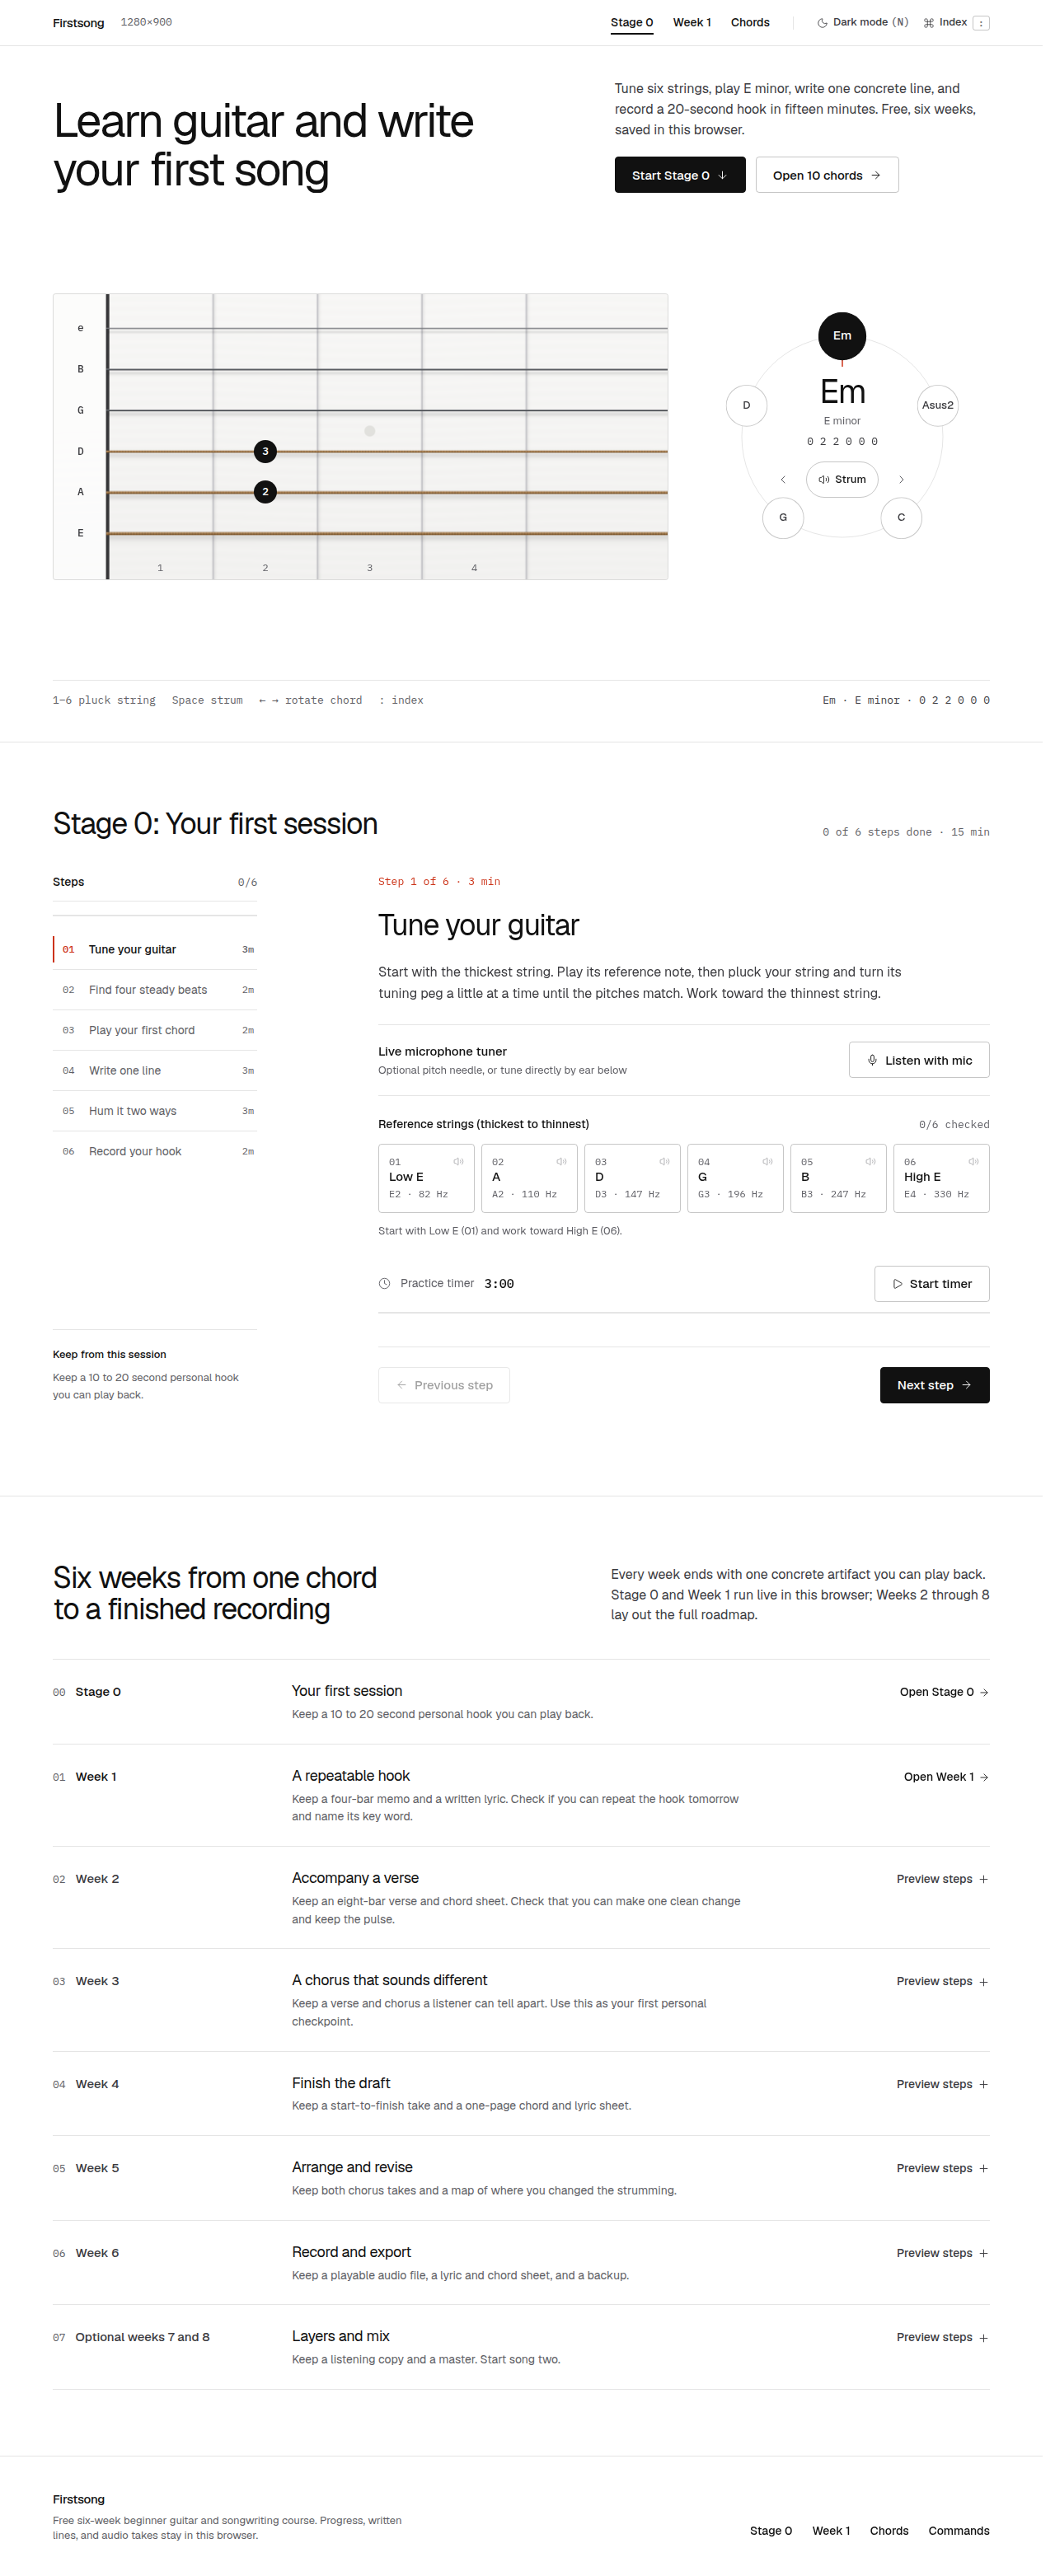 Firstsong 1280×900 Stage 0 Week 1 Chords Dark mode (N) Index :
Learn guitar and write
your first song
Tune six strings, play E minor, write one concrete line, and
record a 20-second hook in fifteen minutes. Free, six weeks,
saved in this browser.
Start Stage 0 ↓ Open 10 chords →
e
B
G
D 3
A 2
E
1 2 3 4
Em
D
Asus2
Em
E minor
0 2 2 0 0 0
Strum
G
C
1–6 pluck string Space strum ← → rotate chord : index
Em · E minor · 0 2 2 0 0 0
Stage 0: Your first session
0 of 6 steps done · 15 min
Steps 0/6
01 Tune your guitar 3m
02 Find four steady beats 2m
03 Play your first chord 2m
04 Write one line 3m
05 Hum it two ways 3m
06 Record your hook 2m
Keep from this session
Keep a 10 to 20 second personal hook
you can play back.
Step 1 of 6 · 3 min
Tune your guitar
Start with the thickest string. Play its reference note, then pluck your string and turn its
tuning peg a little at a time until the pitches match. Work toward the thinnest string.
Live microphone tuner
Optional pitch needle, or tune directly by ear below
Listen with mic
Reference strings (thickest to thinnest) 0/6 checked
01 02 03 04 05 06
Low E A D G B High E
E2 · 82 Hz A2 · 110 Hz D3 · 147 Hz G3 · 196 Hz B3 · 247 Hz E4 · 330 Hz
Start with Low E (01) and work toward High E (06).
Practice timer 3:00 Start timer
← Previous step Next step →
Six weeks from one chord
to a finished recording
Every week ends with one concrete artifact you can play back.
Stage 0 and Week 1 run live in this browser; Weeks 2 through 8
lay out the full roadmap.
00 Stage 0 Your first session Open Stage 0 →
Keep a 10 to 20 second personal hook you can play back.
01 Week 1 A repeatable hook Open Week 1 →
Keep a four-bar memo and a written lyric. Check if you can repeat the hook tomorrow
and name its key word.
02 Week 2 Accompany a verse Preview steps +
Keep an eight-bar verse and chord sheet. Check that you can make one clean change
and keep the pulse.
03 Week 3 A chorus that sounds different Preview steps +
Keep a verse and chorus a listener can tell apart. Use this as your first personal
checkpoint.
04 Week 4 Finish the draft Preview steps +
Keep a start-to-finish take and a one-page chord and lyric sheet.
05 Week 5 Arrange and revise Preview steps +
Keep both chorus takes and a map of where you changed the strumming.
06 Week 6 Record and export Preview steps +
Keep a playable audio file, a lyric and chord sheet, and a backup.
07 Optional weeks 7 and 8 Layers and mix Preview steps +
Keep a listening copy and a master. Start song two.
Firstsong
Free six-week beginner guitar and songwriting course. Progress, written
lines, and audio takes stay in this browser.
Stage 0 Week 1 Chords Commands